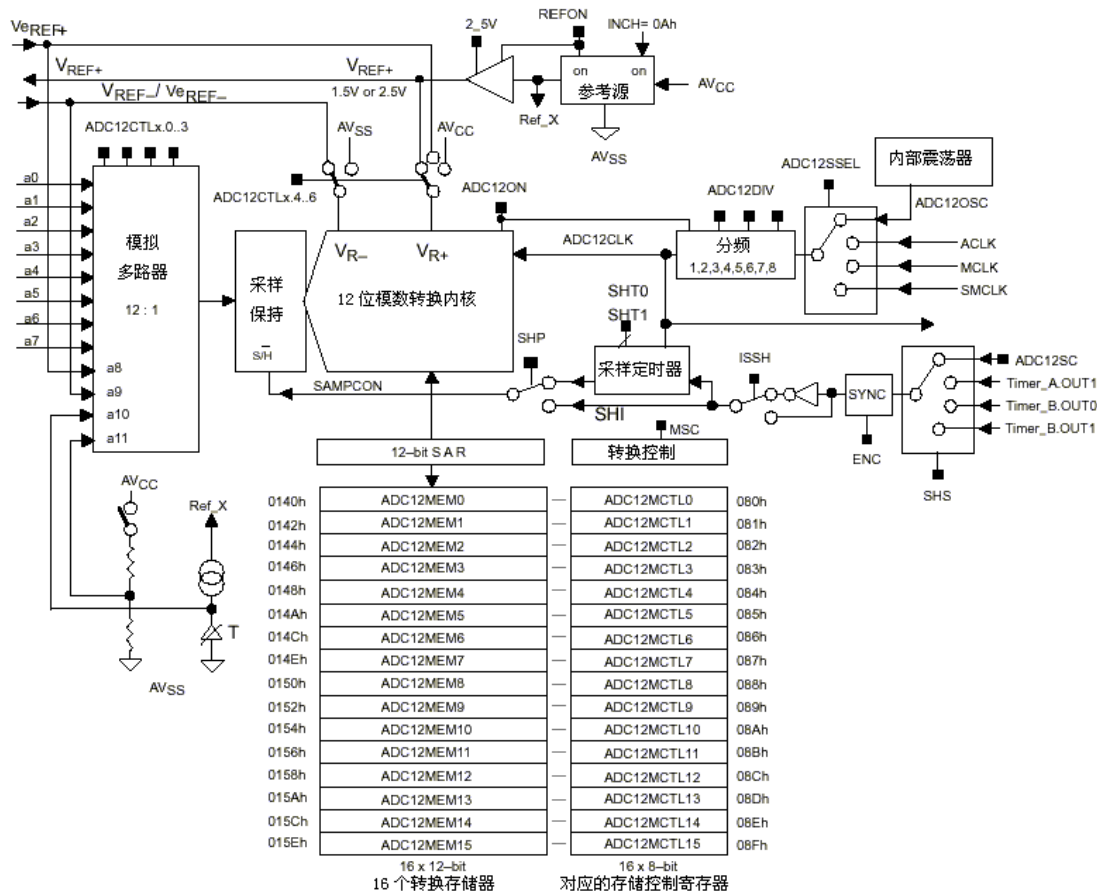 VeREF+
REFON
INCH= 0Ah
2_5V
VREF+
VREF+
1.5V or 2.5V
on
on
参考源
AVCC
VREF–/ VeREF–
Ref_X
AVSS
ADC12CTLx.0..3
AVSS
AVCC
ADC12SSEL
内部震荡器
ADC12CTLx.4..6
ADC12ON
ADC12DIV
ADC12OSC
a0
a1
a2
a3
a4
a5
a6
a7
a8
a9
a10
a11
模拟
多路器
12 : 1
采样
保持
S/H
VR–
VR+
12 位模数转换内核
ADC12CLK
分频
1,2,3,4,5,6,7,8
ACLK
MCLK
SMCLK
SHT0
SHT1
SHP
采样定时器
ISSH
SAMPCON
SHI
SYNC
ADC12SC
Timer_A.OUT1
Timer_B.OUT0
Timer_B.OUT1
ENC
SHS
MSC
12–bit S A R
转换控制
AVCC
Ref_X
T
AVSS
0140h ADC12MEM0 — ADC12MCTL0 080h
0142h ADC12MEM1 — ADC12MCTL1 081h
0144h ADC12MEM2 — ADC12MCTL2 082h
0146h ADC12MEM3 — ADC12MCTL3 083h
0148h ADC12MEM4 — ADC12MCTL4 084h
014Ah ADC12MEM5 — ADC12MCTL5 085h
014Ch ADC12MEM6 — ADC12MCTL6 086h
014Eh ADC12MEM7 — ADC12MCTL7 087h
0150h ADC12MEM8 — ADC12MCTL8 088h
0152h ADC12MEM9 — ADC12MCTL9 089h
0154h ADC12MEM10 — ADC12MCTL10 08Ah
0156h ADC12MEM11 — ADC12MCTL11 08Bh
0158h ADC12MEM12 — ADC12MCTL12 08Ch
015Ah ADC12MEM13 — ADC12MCTL13 08Dh
015Ch ADC12MEM14 — ADC12MCTL14 08Eh
015Eh ADC12MEM15 — ADC12MCTL15 08Fh
16 x 12–bit
16 x 8–bit
16 个转换存储器
对应的存储控制寄存器